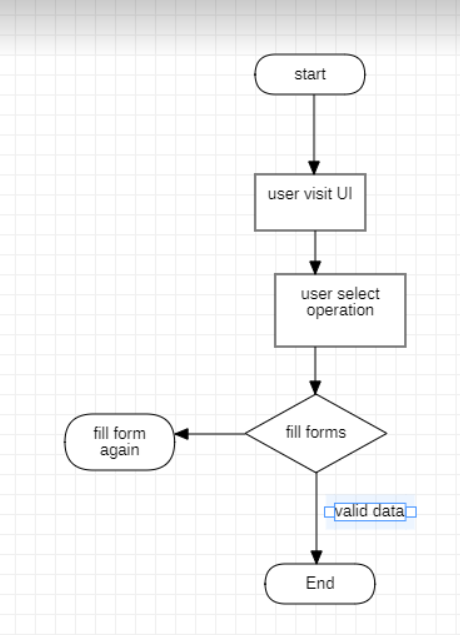 start
user visit UI
user select
operation
fill forms
fill form
again
valid data
End